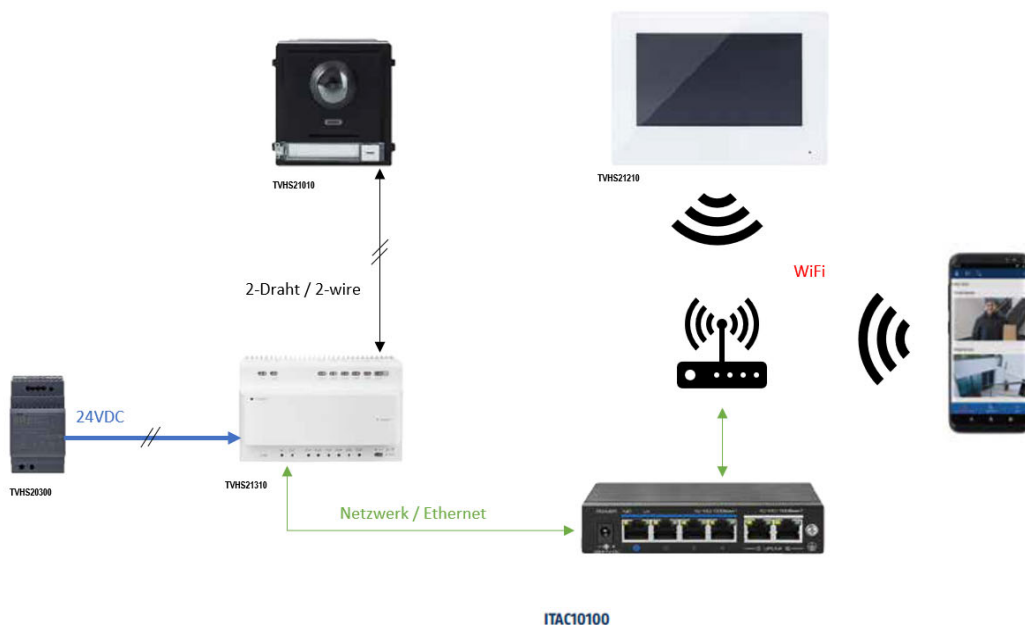 TVHS21010
TVHS21210
WiFi
2-Draht / 2-wire
24VDC
TVHS20300
TVHS21310
Netzwerk / Ethernet
ITAC10100